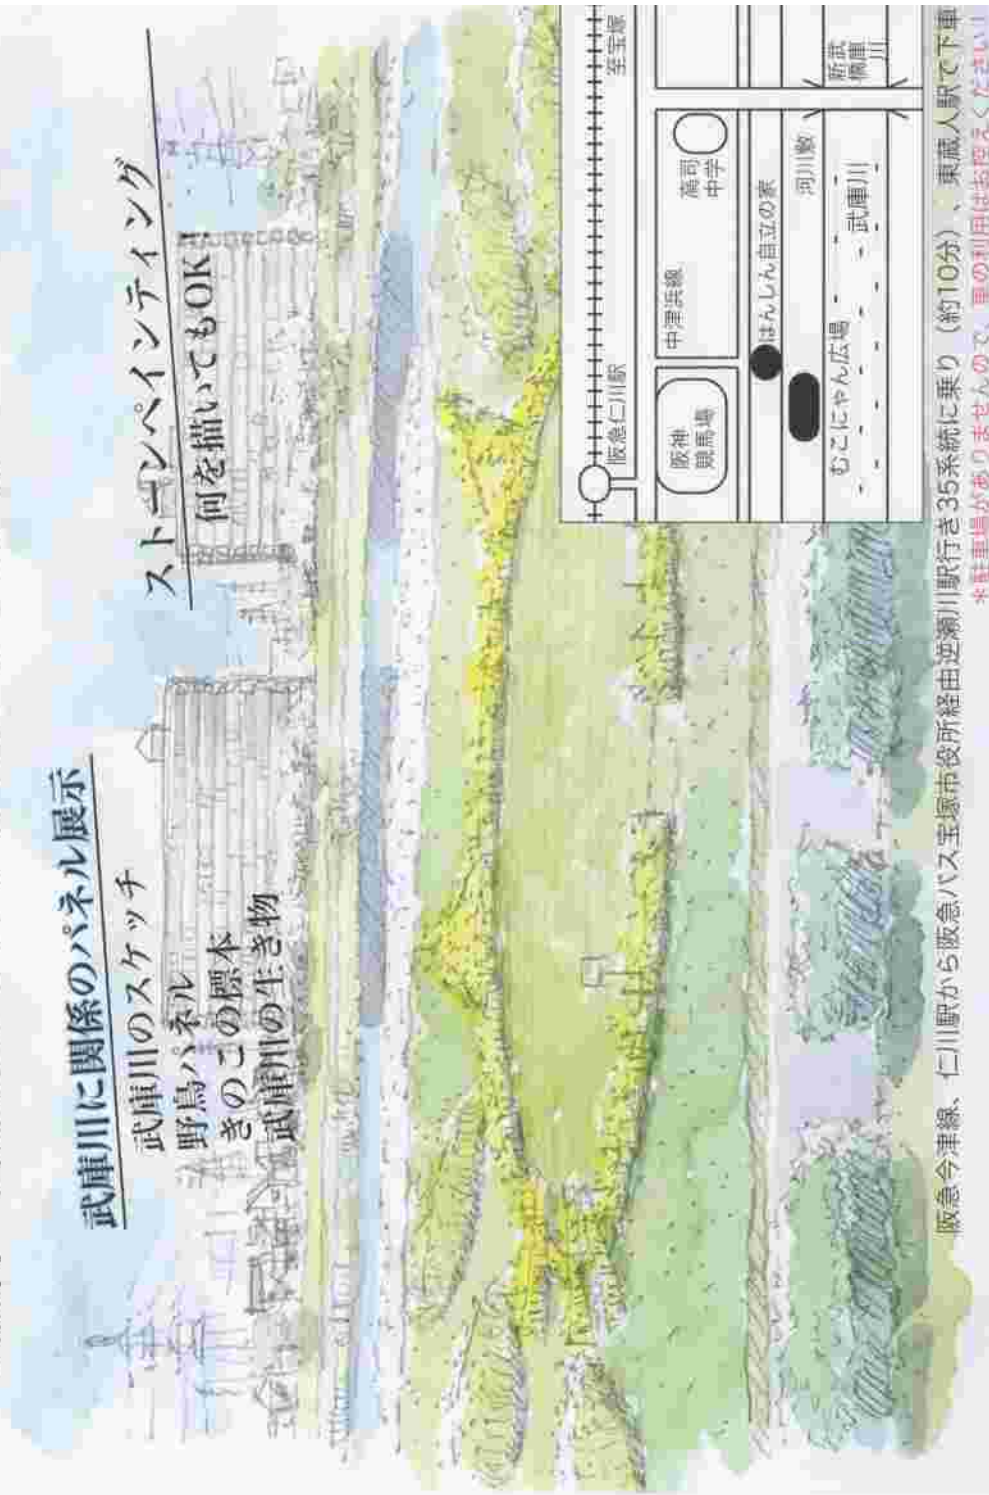 武庫川に関係のパネル展示
武庫川のスケッチ
野鳥パネル
きのこの標本
武庫川の生き物
ストーンペインティング
何を描いてもOK!
至宝塚
阪急仁川駅
高司
中学
中津浜線
阪神
競馬場
はんしん自立の家
河川敷
むこにゃん広場
武庫川
新武
庫川
橋
阪急今津線、仁川駅から阪急バス宝塚市役所経由逆瀬川駅行き35系統に乗り（約10分）、東蔵人駅で下車
*駐車場がありませんので、車の利用はお控えください!